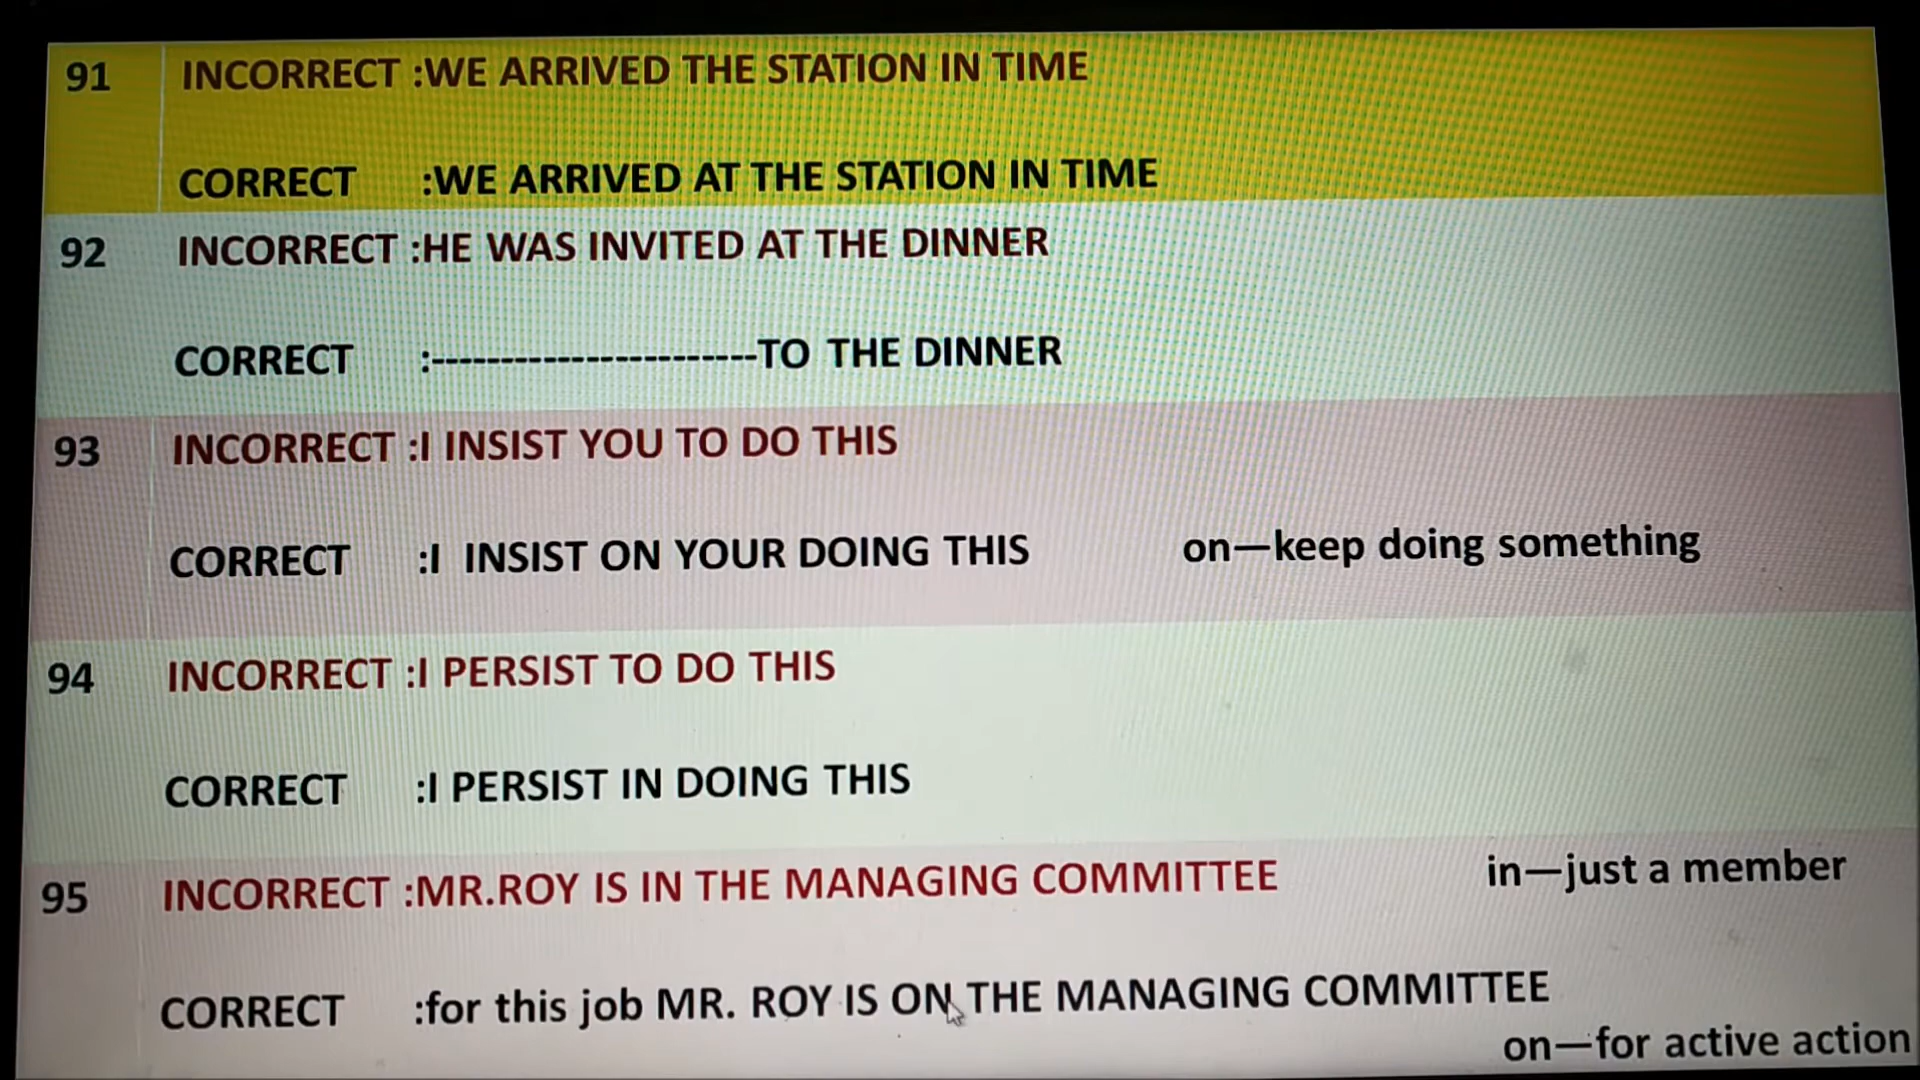 91 INCORRECT :WE ARRIVED THE STATION IN TIME
CORRECT :WE ARRIVED AT THE STATION IN TIME
92 INCORRECT :HE WAS INVITED AT THE DINNER
CORRECT :-----------------------TO THE DINNER
93 INCORRECT :I INSIST YOU TO DO THIS
CORRECT :I INSIST ON YOUR DOING THIS on—keep doing something
94 INCORRECT :I PERSIST TO DO THIS
CORRECT :I PERSIST IN DOING THIS
95 INCORRECT :MR.ROY IS IN THE MANAGING COMMITTEE in—just a member
CORRECT :for this job MR. ROY IS ON THE MANAGING COMMITTEE
on—for active action